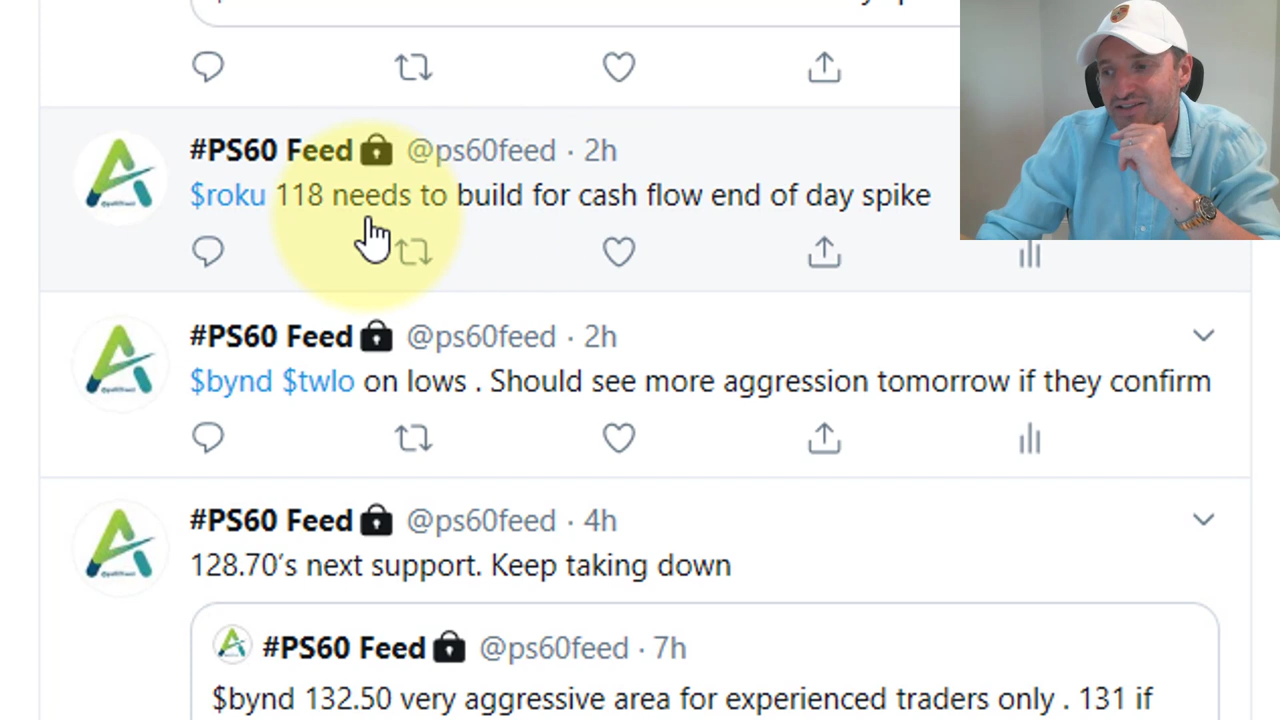 #PS60 Feed @ps60feed · 2h
$roku 118 needs to build for cash flow end of day spike
#PS60 Feed @ps60feed · 2h
$bynd $twlo on lows . Should see more aggression tomorrow if they confirm
#PS60 Feed @ps60feed · 4h
128.70's next support. Keep taking down
#PS60 Feed @ps60feed · 7h
$bynd 132.50 very aggressive area for experienced traders only . 131 if